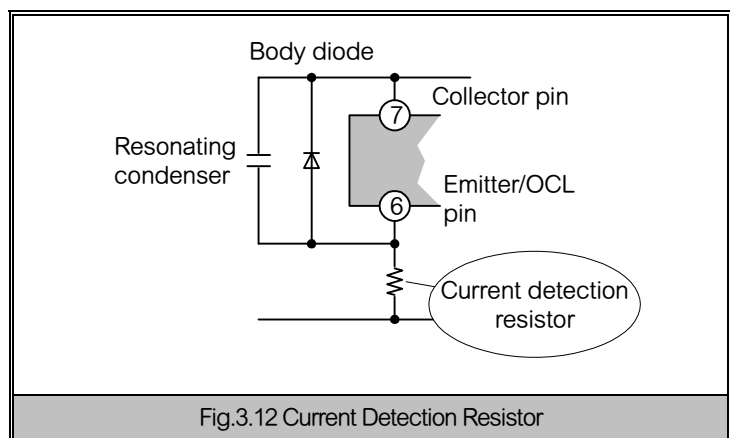 Body diode
Collector pin
7
Resonating
condenser
Emitter/OCL
pin
6
Current detection
resistor
Fig.3.12 Current Detection Resistor